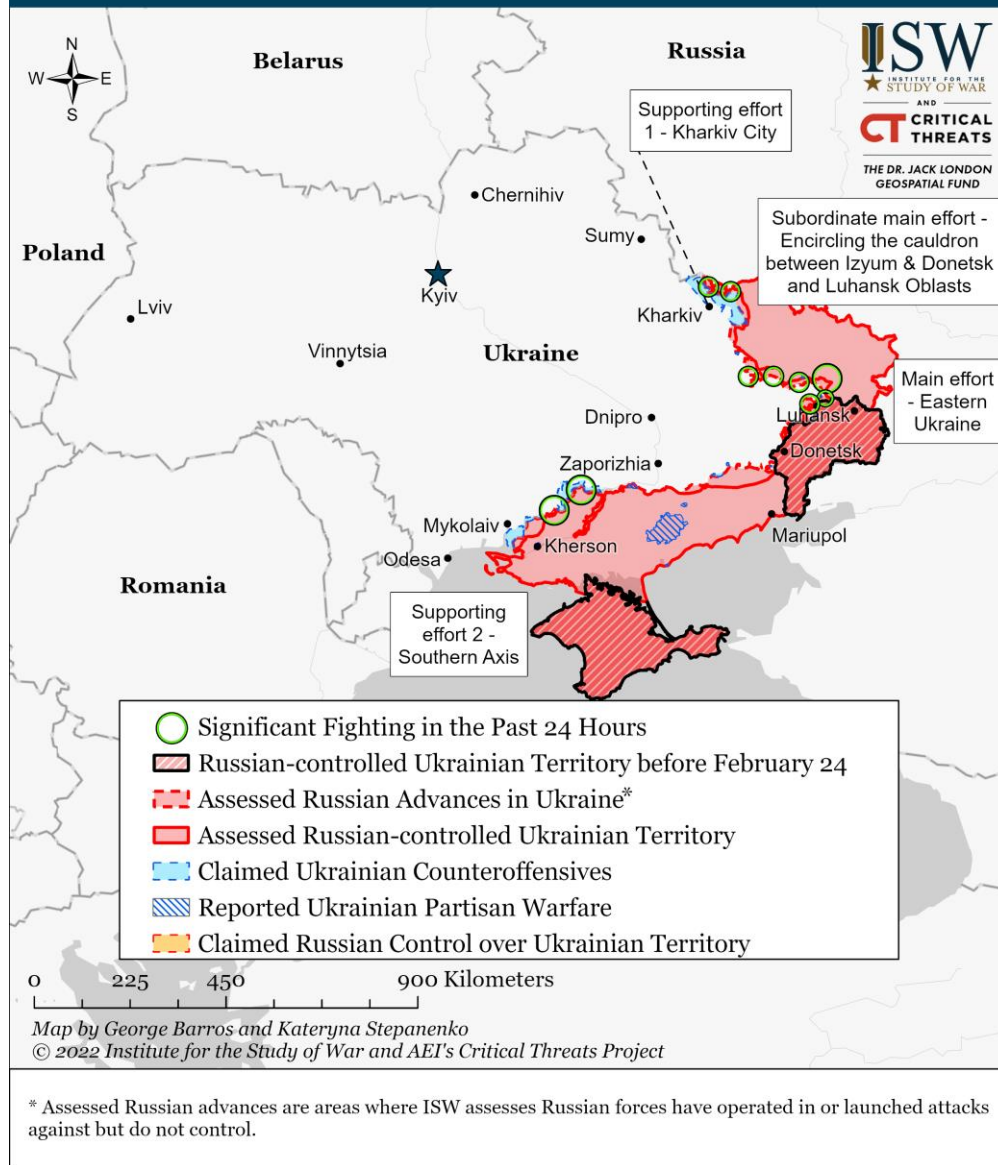 N
W E
S
Belarus
Russia
ISW
INSTITUTE FOR THE
STUDY OF WAR
AND
CT CRITICAL
THREATS
THE DR. JACK LONDON
GEOSPATIAL FUND
Supporting effort
1 - Kharkiv City
Chernihiv
Sumy
Subordinate main effort -
Encircling the cauldron
between Izyum & Donetsk
and Luhansk Oblasts
Poland
Lviv
Kyiv
Kharkiv
Vinnytsia
Ukraine
Main effort
- Eastern
Ukraine
Dnipro
Luhansk
Donetsk
Zaporizhia
Mykolaiv
Kherson
Mariupol
Odesa
Romania
Supporting
effort 2 -
Southern Axis
Significant Fighting in the Past 24 Hours
Russian-controlled Ukrainian Territory before February 24
Assessed Russian Advances in Ukraine*
Assessed Russian-controlled Ukrainian Territory
Claimed Ukrainian Counteroffensives
Reported Ukrainian Partisan Warfare
Claimed Russian Control over Ukrainian Territory
0 225 450 900 Kilometers
Map by George Barros and Kateryna Stepanenko
© 2022 Institute for the Study of War and AEI's Critical Threats Project
* Assessed Russian advances are areas where ISW assesses Russian forces have operated in or launched attacks
against but do not control.